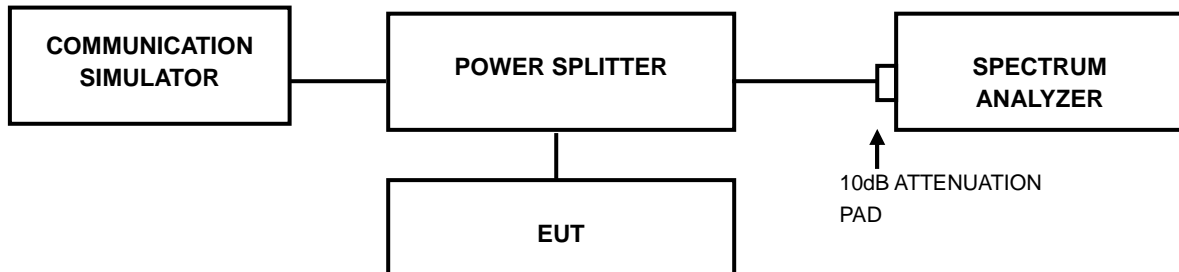 COMMUNICATION
SIMULATOR
POWER SPLITTER
SPECTRUM
ANALYZER
10dB ATTENUATION
PAD
EUT